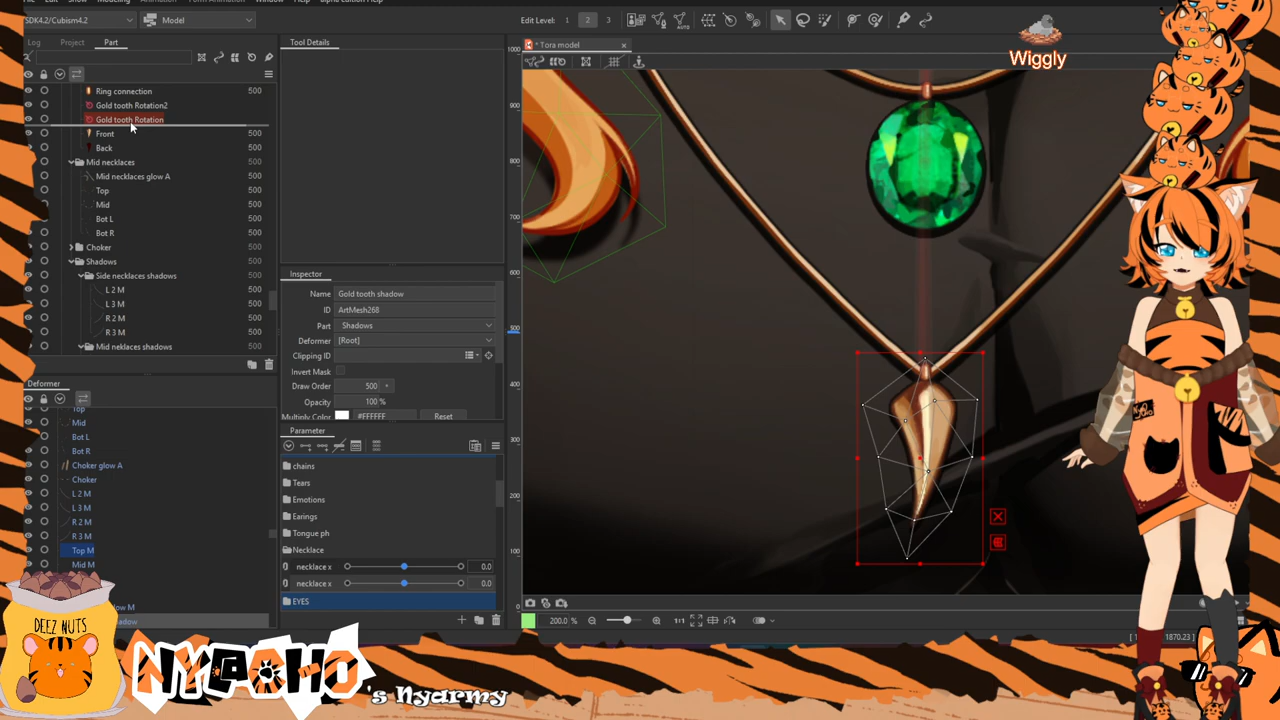 SDK4.2/Cubism4.2
Model
Edit Level: 1 2 3
Log Project Part
Tool Details
* Tora model
Wiggly
Ring connection 500
Gold tooth Rotation2
Gold tooth Rotation
Front 500
Back 500
Mid necklaces 500
Mid necklaces glow A 500
Top 500
Mid 500
Bot L 500
Bot R 500
Choker 500
Shadows 500
Side necklaces shadows 500
L 2 M 500
L 3 M 500
R 2 M 500
R 3 M 500
Mid neklaces shadows 500
Inspector
Name Gold tooth shadow
ID ArtMesh268
Part Shadows
Deformer [Root]
Clipping ID
Invert Mask
Draw Order 500
Opacity 100 %
Multiply Color #FFFFFF Reset
Deformer
Top
Mid
Bot L
Bot R
Choker glow A
Choker
L 2 M
L 3 M
R 2 M
R 3 M
Top M
Mid M
Parameter
chains
Tears
Emotions
Earings
Tongue ph
Necklace
necklace x 0.0
necklace x 0.0
EYES
1000
900
800
700
600
500
400
300
200
100
0
200.0 %
1:1
1870.23 ]
DEEZ NUTS
NYAOHO
's Nyarmy